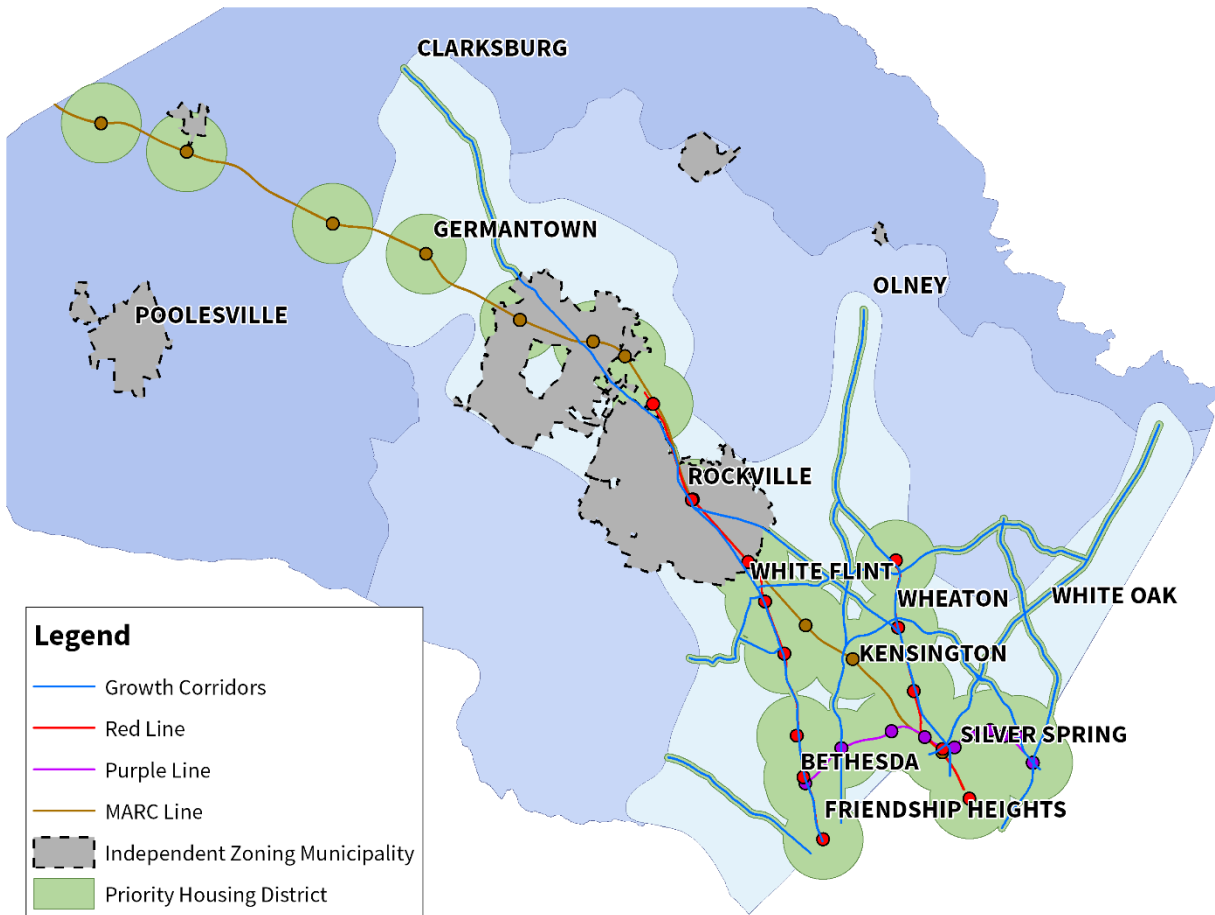 CLARKSBURG
GERMANTOWN
OLNEY
POOLESVILLE
ROCKVILLE
WHITE FLINT
WHEATON
WHITE OAK
KENSINGTON
SILVER SPRING
BETHESDA
FRIENDSHIP HEIGHTS
Legend
Growth Corridors
Red Line
Purple Line
MARC Line
Independent Zoning Municipality
Priority Housing District